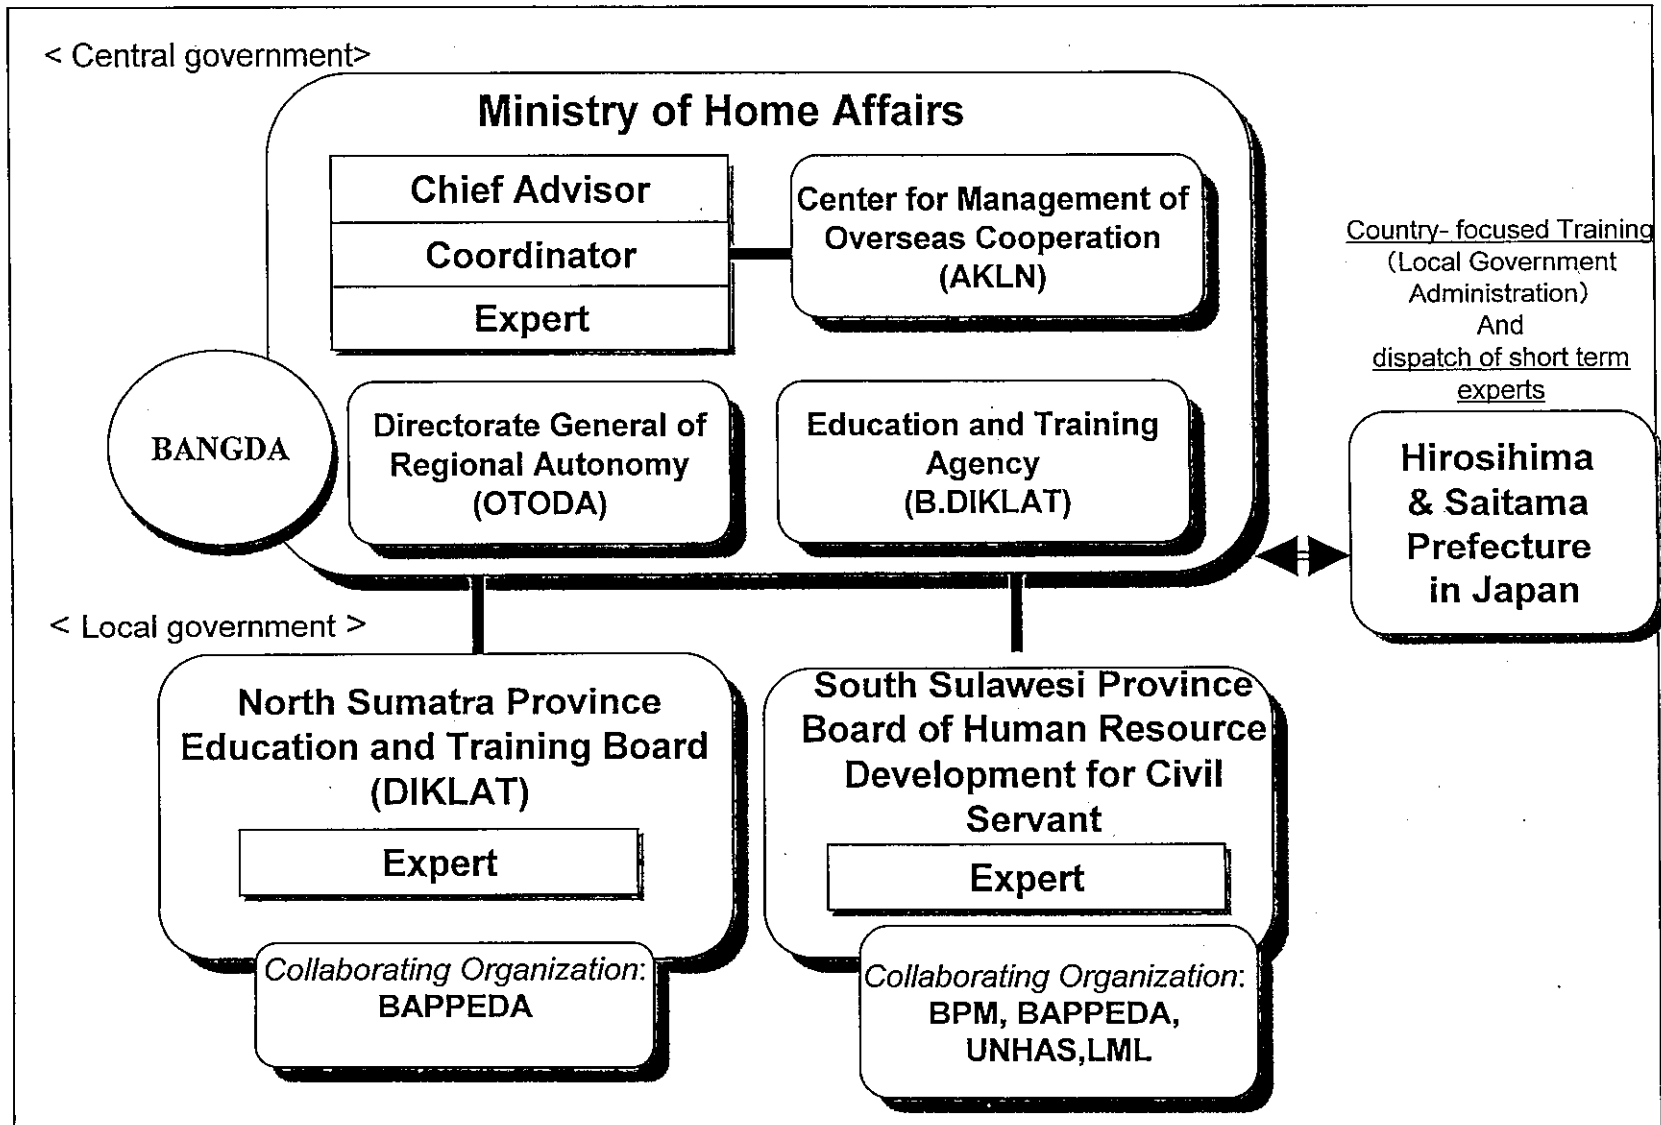 < Central government>
Ministry of Home Affairs
Chief Advisor
Coordinator
Expert
Center for Management of
Overseas Cooperation
(AKLN)
Country- focused Training
(Local Government
Administration)
And
dispatch of short term
experts
BANGDA
Directorate General of
Regional Autonomy
(OTODA)
Education and Training
Agency
(B.DIKLAT)
Hirosihima
& Saitama
Prefecture
in Japan
< Local government >
North Sumatra Province
Education and Training Board
(DIKLAT)
Expert
Collaborating Organization:
BAPPEDA
South Sulawesi Province
Board of Human Resource
Development for Civil
Servant
Expert
Collaborating Organization:
BPM, BAPPEDA,
UNHAS,LML